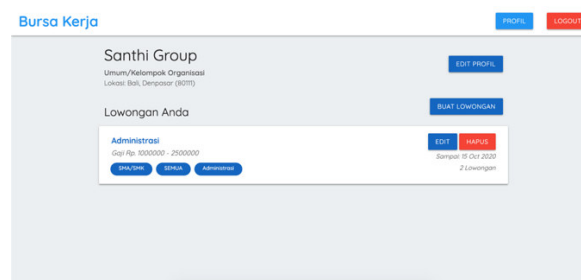 Bursa Kerja
PROFIL
LOGOUT
Santhi Group
EDIT PROFIL
Umum/Kelompok Organisasi
Lokasi: Bali, Denpasar (80111)
Lowongan Anda
BUAT LOWONGAN
Administrasi
EDIT
HAPUS
Gaji Rp. 1000000 - 2500000
Sampai: 15 Oct 2020
SMA/SMK
SEMUA
Administrasi
2 Lowongan